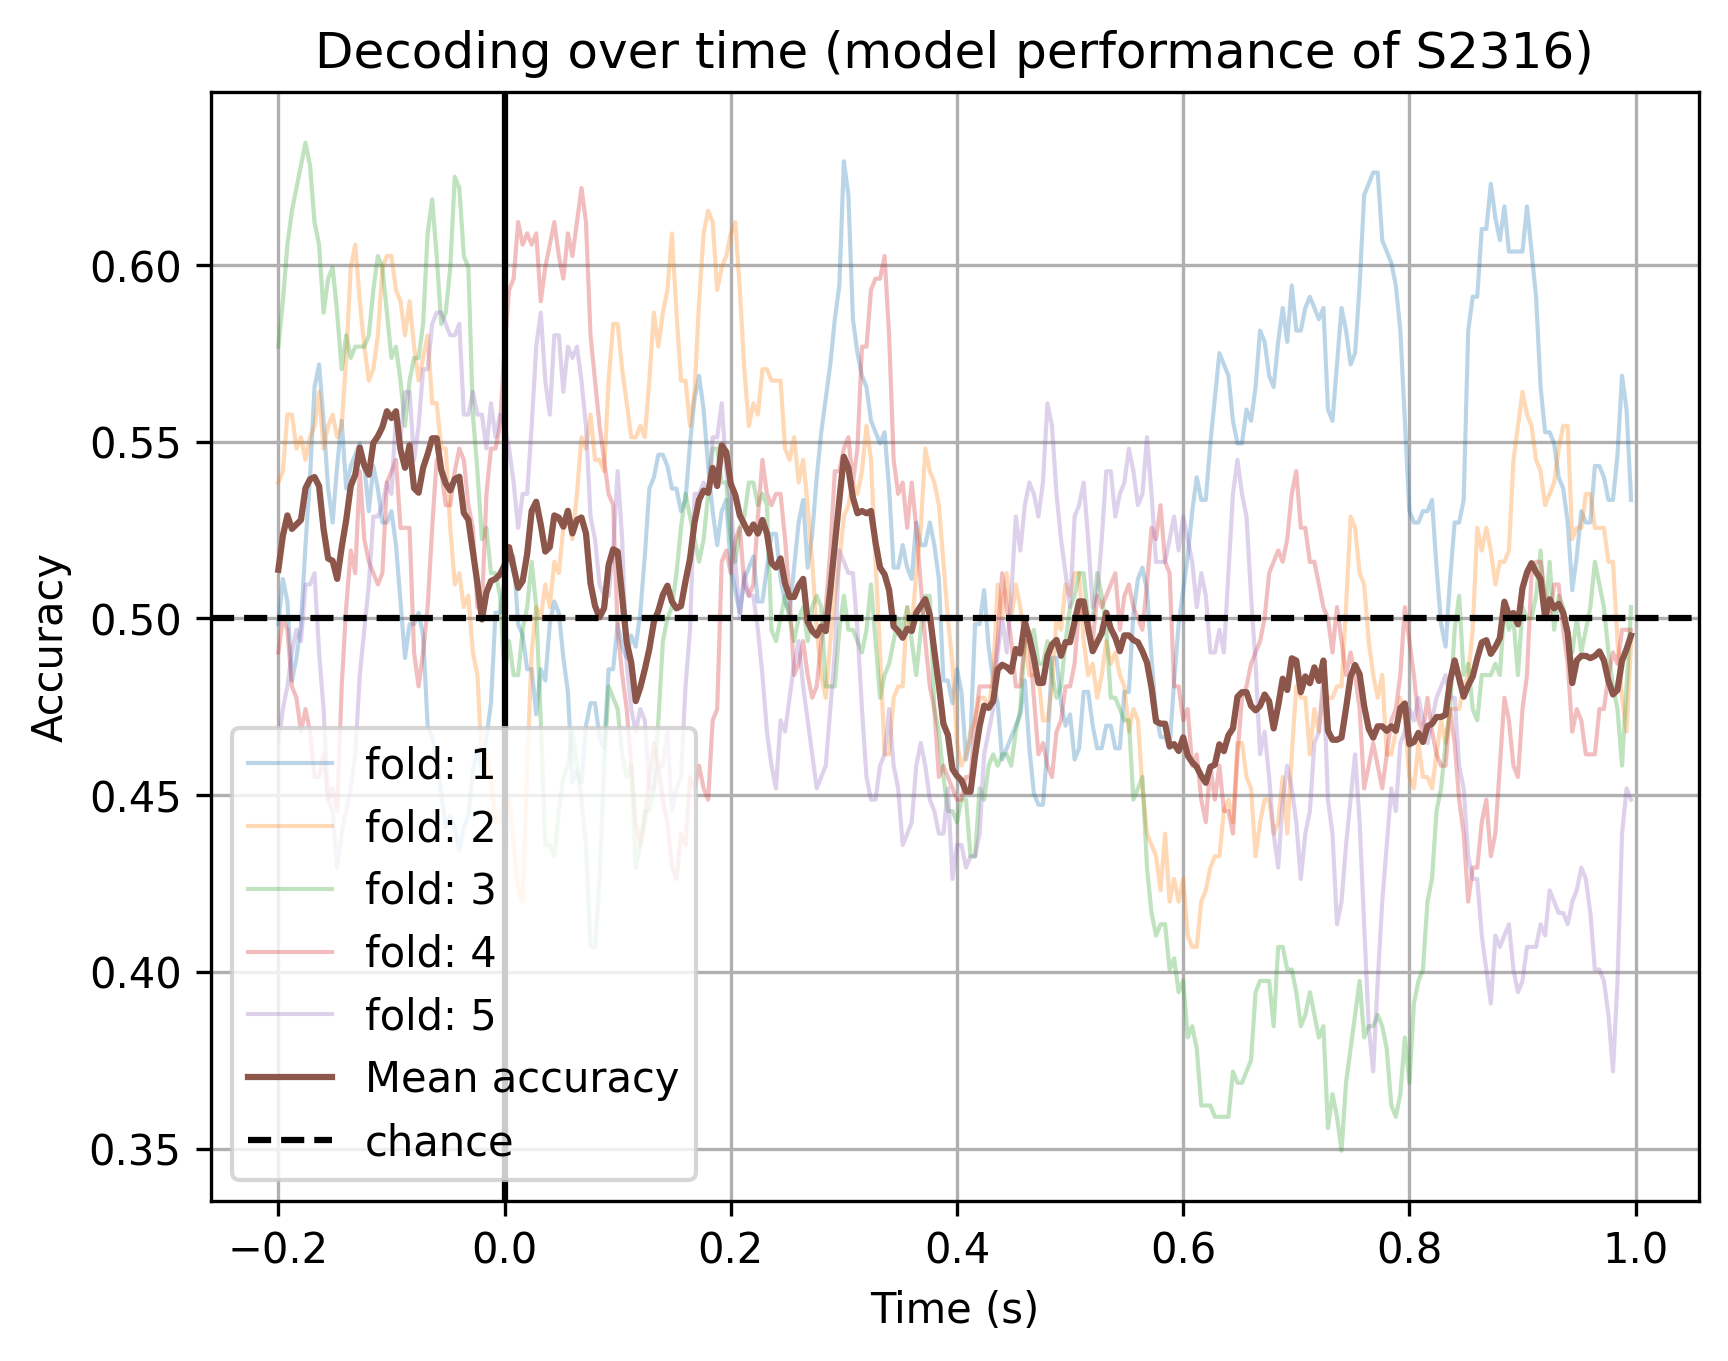 Decoding over time (model performance of S2316)
Accuracy
0.60
0.55
0.50
0.45
0.40
0.35
fold: 1
fold: 2
fold: 3
fold: 4
fold: 5
Mean accuracy
chance
−0.2 0.0 0.2 0.4 0.6 0.8 1.0
Time (s)